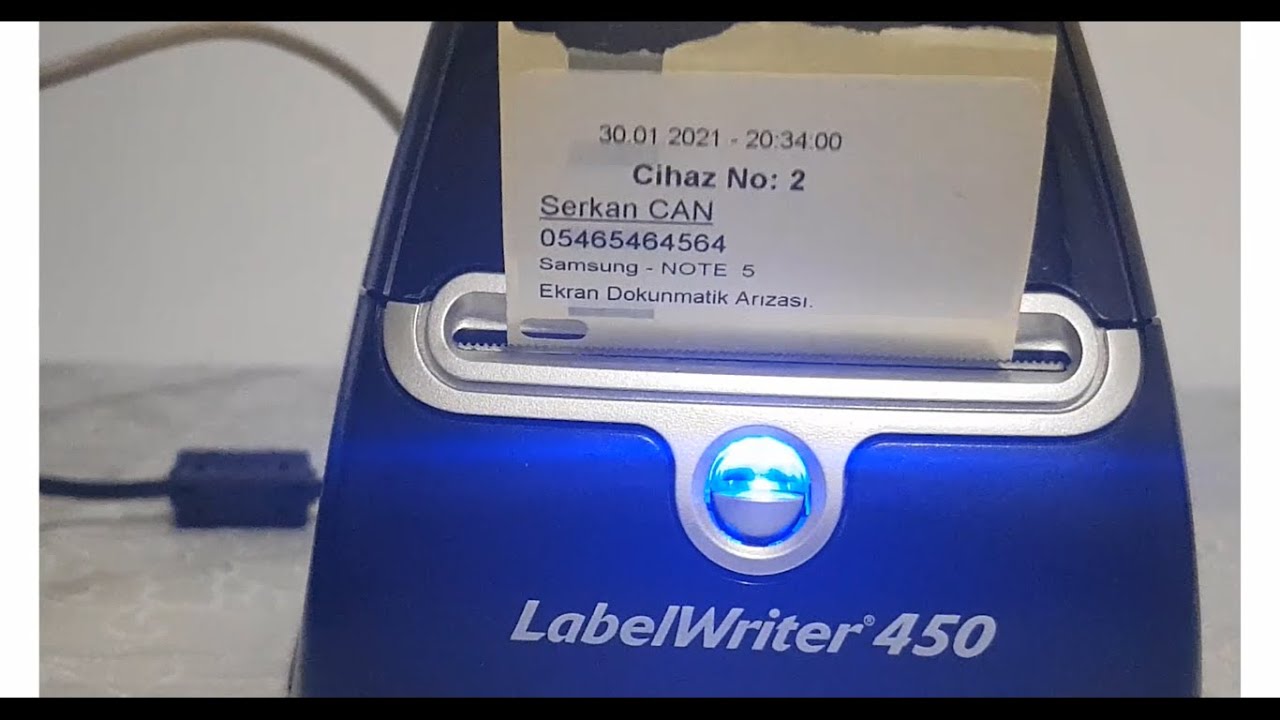 30.01 2021 - 20:34:00
Cihaz No: 2
Serkan CAN
05465464564
Samsung - NOTE 5
Ekran Dokunmatik Arızası.
LabelWriter® 450